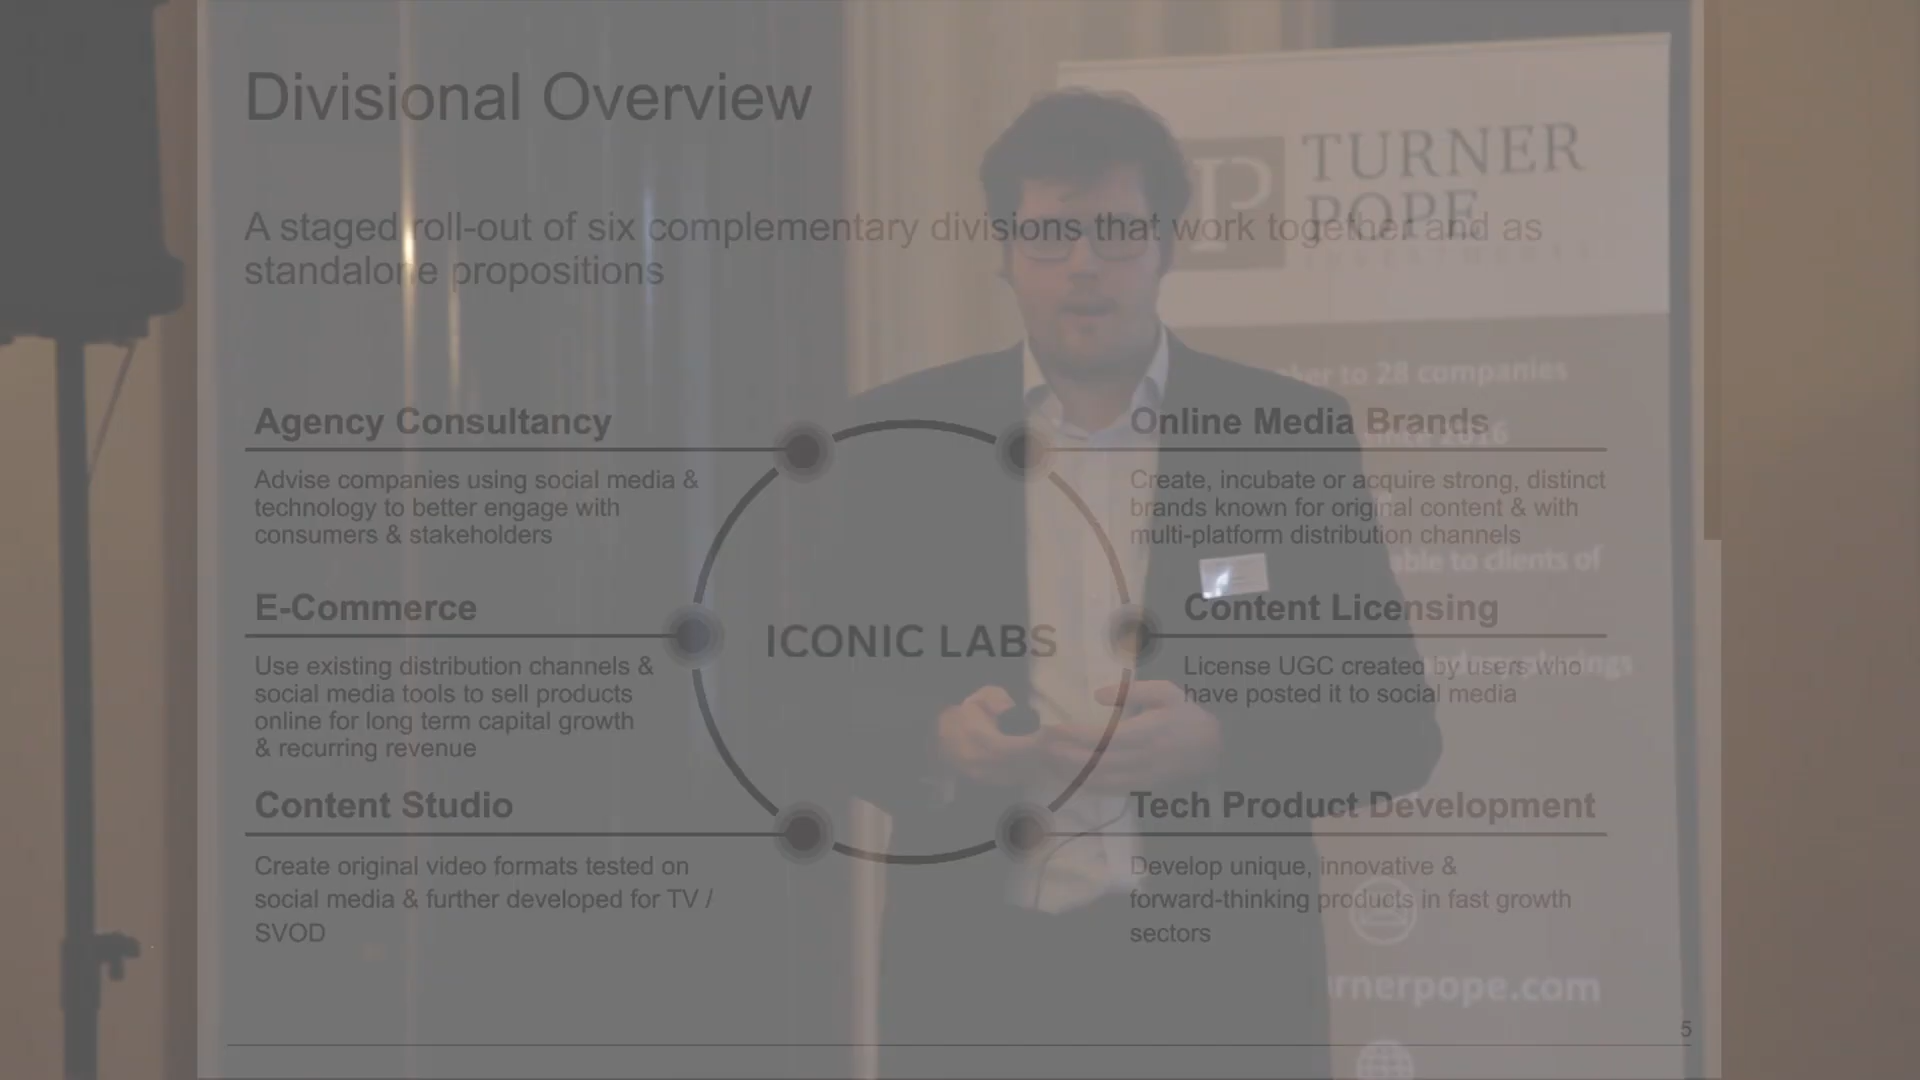 Divisional Overview
A staged roll-out of six complementary divisions that work together and as
standalone propositions
Agency Consultancy
Advise companies using social media &
technology to better engage with
consumers & stakeholders
E-Commerce
Use existing distribution channels &
social media tools to sell products
online for long term capital growth
& recurring revenue
Content Studio
Create original video formats tested on
social media & further developed for TV /
SVOD
ICONIC LABS
Online Media Brands
Create, incubate or acquire strong, distinct
brands known for original content & with
multi-platform distribution channels
Content Licensing
License UGC created by users who
have posted it to social media
Tech Product Development
Develop unique, innovative &
forward-thinking products in fast growth
sectors
5
TURNER
POPE
INVESTMENTS
to 28 companies
2016
to clients of